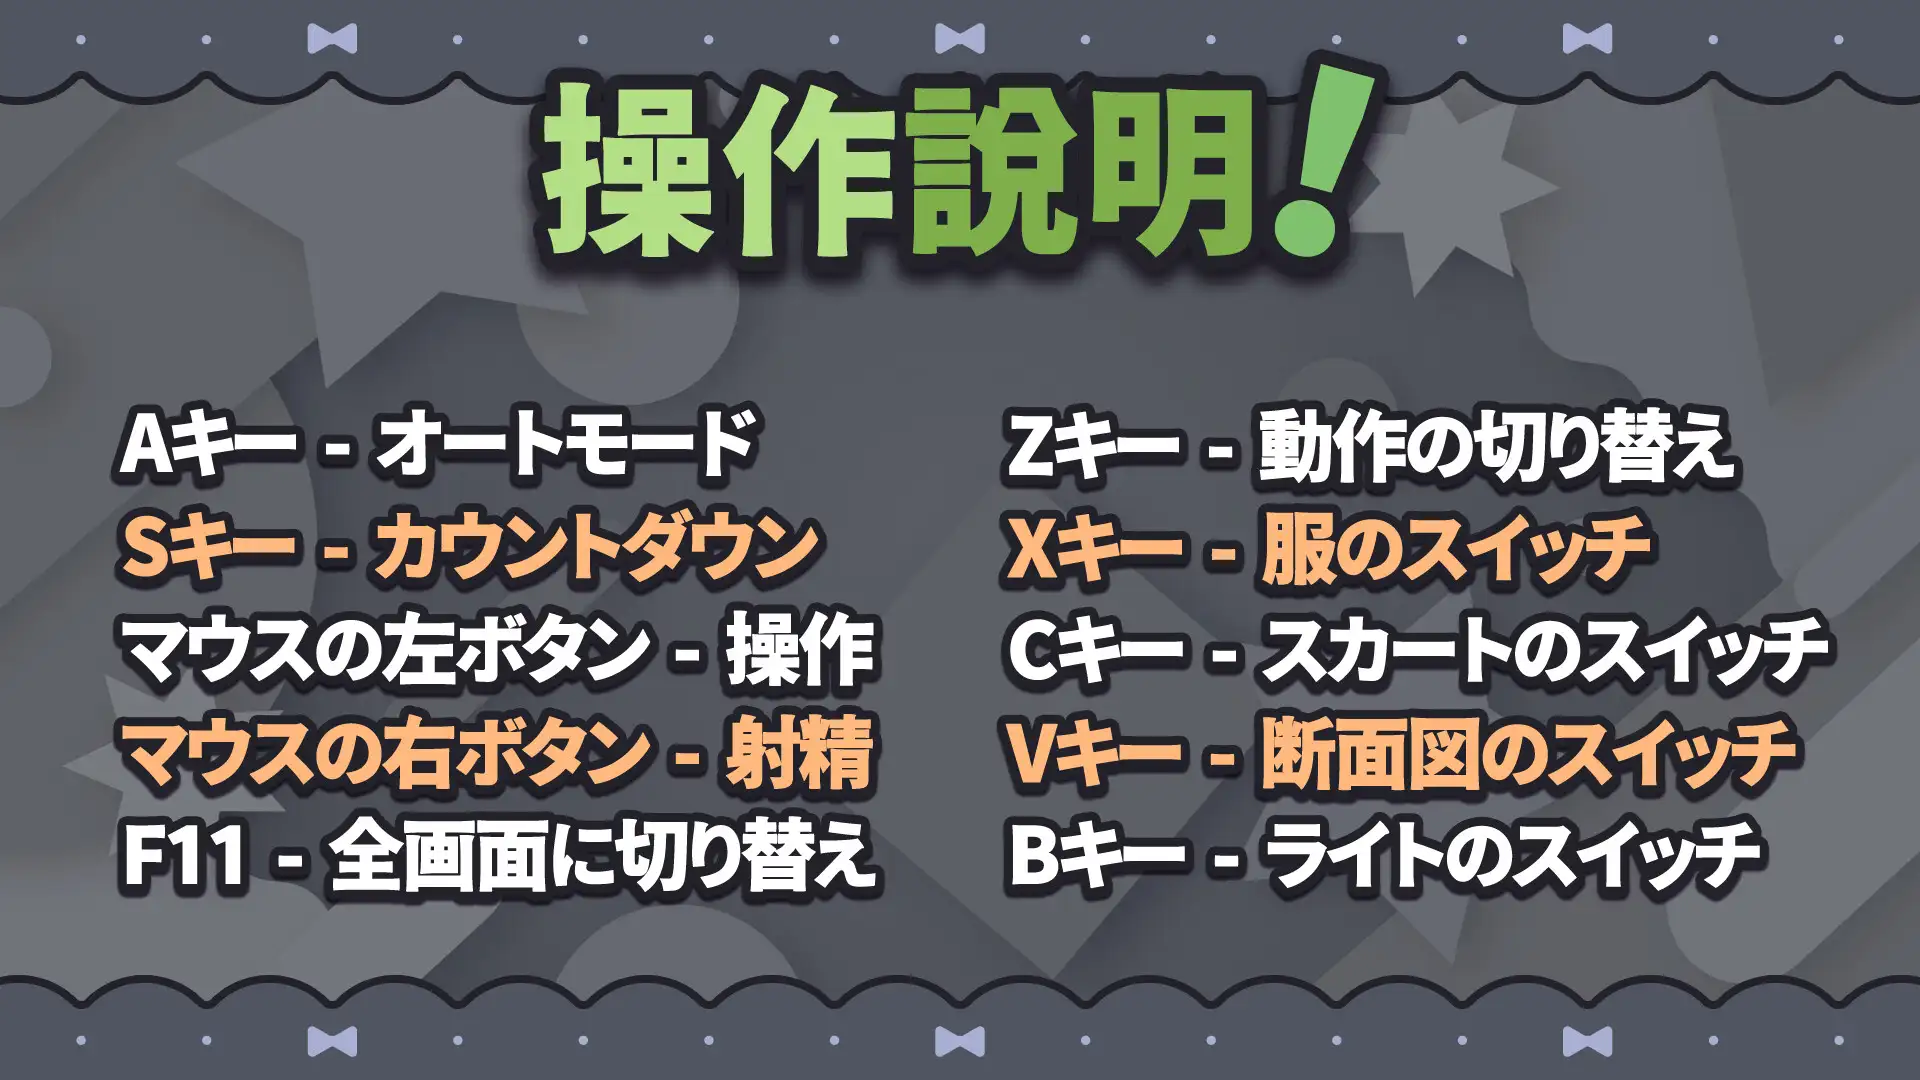 操作説明!
Aキー - オートモード
Sキー - カウントダウン
マウスの左ボタン - 操作
マウスの右ボタン - 射精
F11 - 全画面に切り替え
Zキー - 動作の切り替え
Xキー - 服のスイッチ
Cキー - スカートのスイッチ
Vキー - 断面図のスイッチ
Bキー - ライトのスイッチ